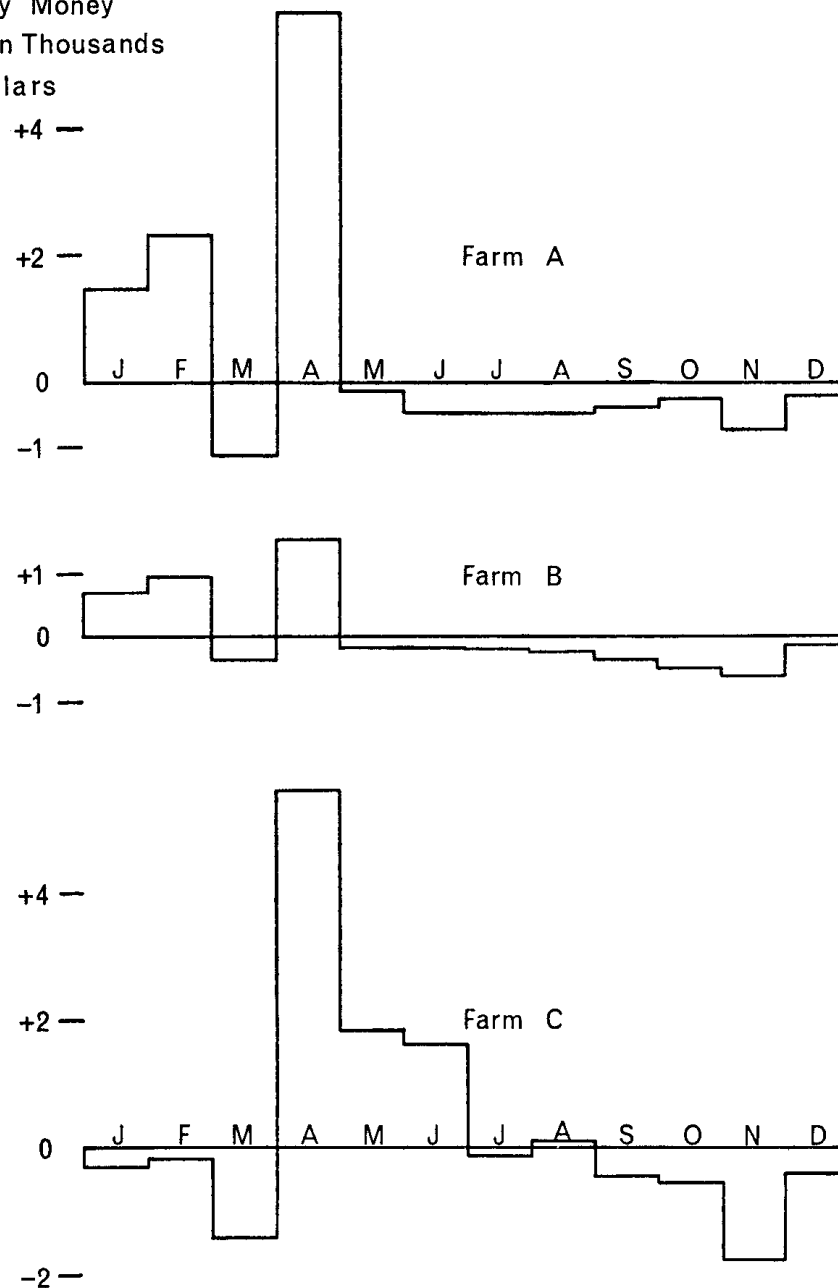 y Money
n Thousands
lars
+4
+2
Farm A
J F M A M J J A S O N D
0
−1
+1
Farm B
0
−1
+4
+2
Farm C
J F M A M J J A S O N D
0
−2